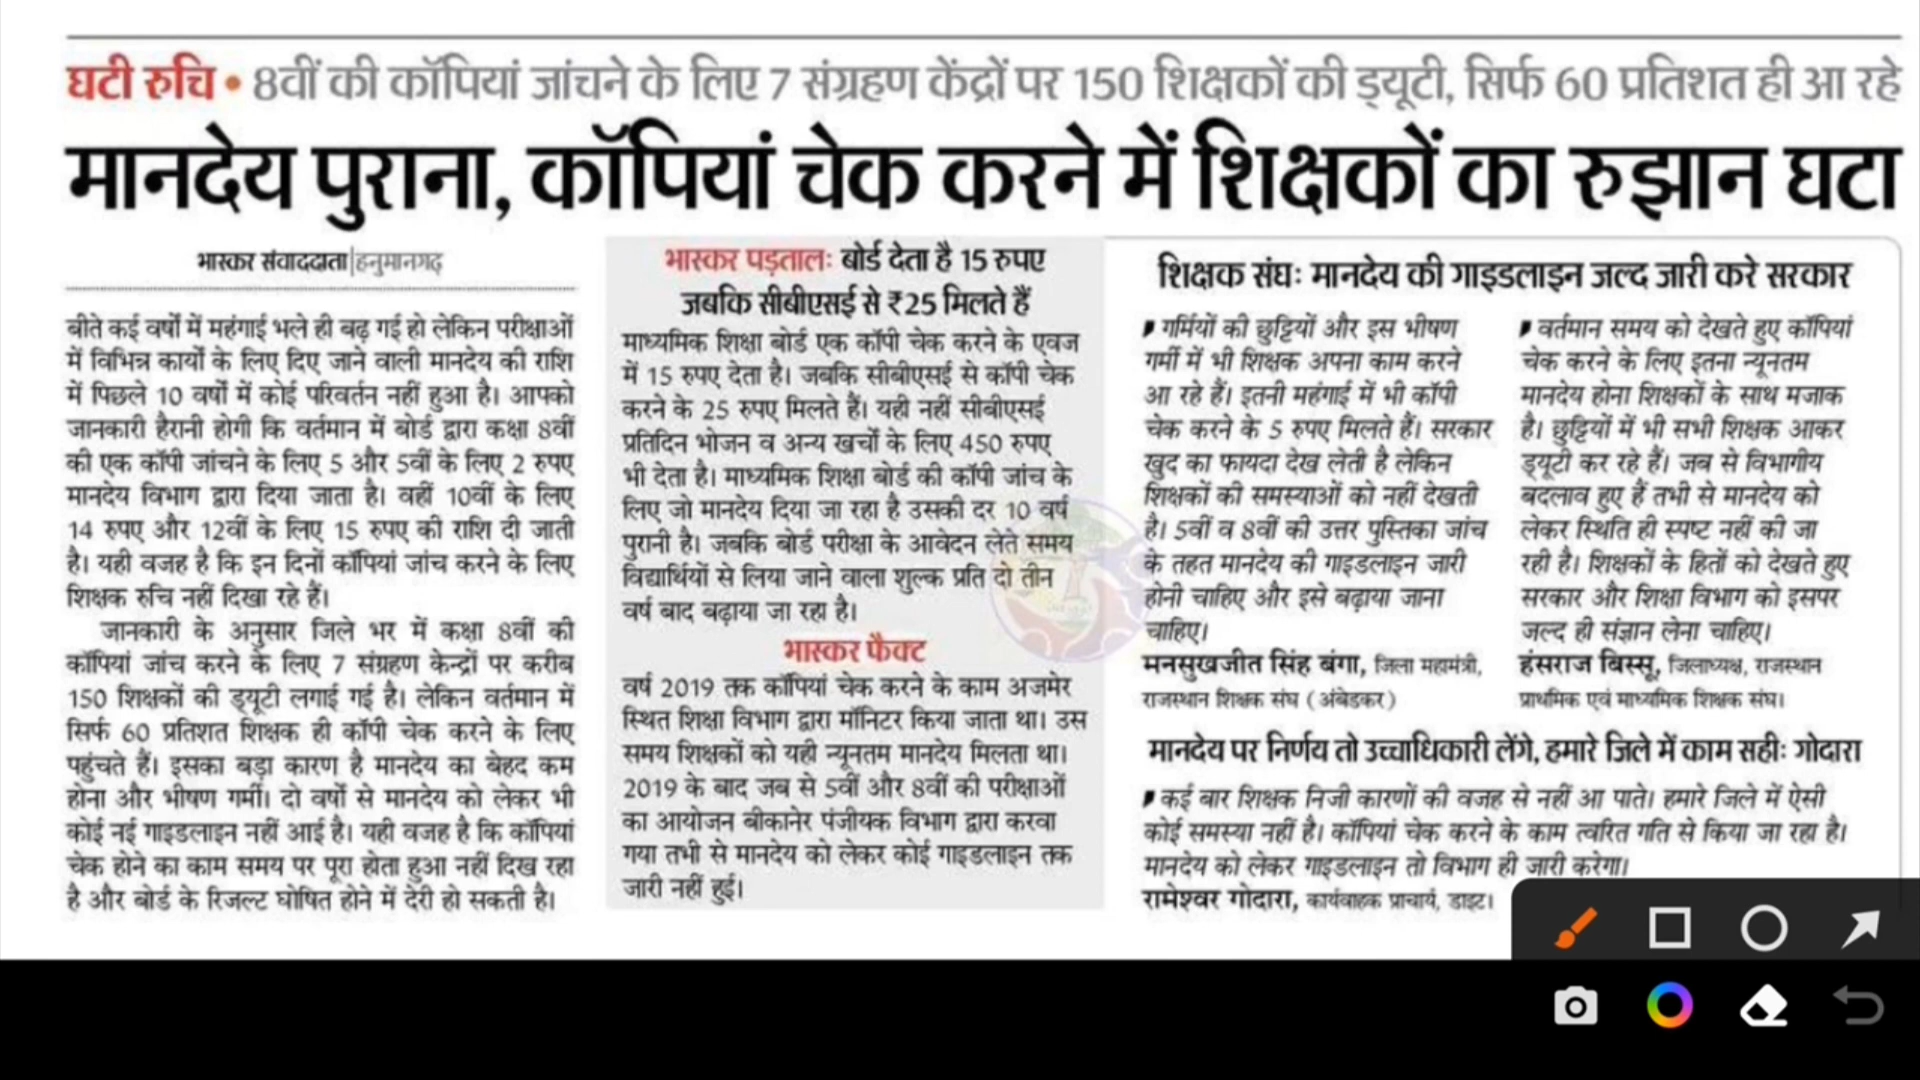 घटी रुचि • 8वीं की कॉपियां जांचने के लिए 7 संग्रहण केंद्रों पर 150 शिक्षकों की ड्यूटी, सिर्फ 60 प्रतिशत ही आ रहे
मानदेय पुराना, कॉपियां चेक करने में शिक्षकों का रुझान घटा
भास्कर संवाददाता|हनुमानगढ़
बीते कई वर्षों में महंगाई भले ही बढ़ गई हो लेकिन परीक्षाओं
में विभिन्न कार्यों के लिए दिए जाने वाली मानदेय की राशि
में पिछले 10 वर्षों में कोई परिवर्तन नहीं हुआ है। आपको
जानकारी हैरानी होगी कि वर्तमान में बोर्ड द्वारा कक्षा 8वीं
की एक कॉपी जांचने के लिए 5 और 5वीं के लिए 2 रुपए
मानदेय विभाग द्वारा दिया जाता है। वहीं 10वीं के लिए
14 रुपए और 12वीं के लिए 15 रुपए की राशि दी जाती
है। यही वजह है कि इन दिनों कॉपियां जांच करने के लिए
शिक्षक रुचि नहीं दिखा रहे हैं।
जानकारी के अनुसार जिले भर में कक्षा 8वीं की
कॉपियां जांच करने के लिए 7 संग्रहण केन्द्रों पर करीब
150 शिक्षकों की ड्यूटी लगाई गई है। लेकिन वर्तमान में
सिर्फ 60 प्रतिशत शिक्षक ही कॉपी चेक करने के लिए
पहुंचते हैं। इसका बड़ा कारण है मानदेय का बेहद कम
होना और भीषण गर्मी। दो वर्षों से मानदेय को लेकर भी
कोई नई गाइडलाइन नहीं आई है। यही वजह है कि कॉपियां
चेक होने का काम समय पर पूरा होता हुआ नहीं दिख रहा
है और बोर्ड के रिजल्ट घोषित होने में देरी हो सकती है।
भास्कर पड़तालः बोर्ड देता है 15 रुपए
जबकि सीबीएसई से ₹25 मिलते हैं
माध्यमिक शिक्षा बोर्ड एक कॉपी चेक करने के एवज
में 15 रुपए देता है। जबकि सीबीएसई से कॉपी चेक
करने के 25 रुपए मिलते हैं। यही नहीं सीबीएसई
प्रतिदिन भोजन व अन्य खर्चों के लिए 450 रुपए
भी देता है। माध्यमिक शिक्षा बोर्ड की कॉपी जांच के
लिए जो मानदेय दिया जा रहा है उसकी दर 10 वर्ष
पुरानी है। जबकि बोर्ड परीक्षा के आवेदन लेते समय
विद्यार्थियों से लिया जाने वाला शुल्क प्रति दो तीन
वर्ष बाद बढ़ाया जा रहा है।
भास्कर फैक्ट
वर्ष 2019 तक कॉपियां चेक करने के काम अजमेर
स्थित शिक्षा विभाग द्वारा मॉनिटर किया जाता था। उस
समय शिक्षकों को यही न्यूनतम मानदेय मिलता था।
2019 के बाद जब से 5वीं और 8वीं की परीक्षाओं
का आयोजन बीकानेर पंजीयक विभाग द्वारा करवा
गया तभी से मानदेय को लेकर कोई गाइडलाइन तक
जारी नहीं हुई।
शिक्षक संघः मानदेय की गाइडलाइन जल्द जारी करे सरकार
गर्मियों की छुट्टियों और इस भीषण
गर्मी में भी शिक्षक अपना काम करने
आ रहे हैं। इतनी महंगाई में भी कॉपी
चेक करने के 5 रुपए मिलते हैं। सरकार
खुद का फायदा देख लेती है लेकिन
शिक्षकों की समस्याओं को नहीं देखती
है। 5वीं व 8वीं की उत्तर पुस्तिका जांच
के तहत मानदेय की गाइडलाइन जारी
होनी चाहिए और इसे बढ़ाया जाना
चाहिए।
मनसुखजीत सिंह बंगा, जिला महामंत्री,
राजस्थान शिक्षक संघ (अंबेडकर)
वर्तमान समय को देखते हुए कॉपियां
चेक करने के लिए इतना न्यूनतम
मानदेय होना शिक्षकों के साथ मजाक
है। छुट्टियों में भी सभी शिक्षक आकर
ड्यूटी कर रहे हैं। जब से विभागीय
बदलाव हुए हैं तभी से मानदेय को
लेकर स्थिति ही स्पष्ट नहीं की जा
रही है। शिक्षकों के हितों को देखते हुए
सरकार और शिक्षा विभाग को इसपर
जल्द ही संज्ञान लेना चाहिए।
हंसराज बिस्सू, जिलाध्यक्ष, राजस्थान
प्राथमिक एवं माध्यमिक शिक्षक संघ।
मानदेय पर निर्णय तो उच्चाधिकारी लेंगे, हमारे जिले में काम सहीः गोदारा
कई बार शिक्षक निजी कारणों की वजह से नहीं आ पाते। हमारे जिले में ऐसी
कोई समस्या नहीं है। कॉपियां चेक करने के काम त्वरित गति से किया जा रहा है।
मानदेय को लेकर गाइडलाइन तो विभाग ही जारी करेगा।
रामेश्वर गोदारा, कार्यवाहक प्राचार्य, डाइट।